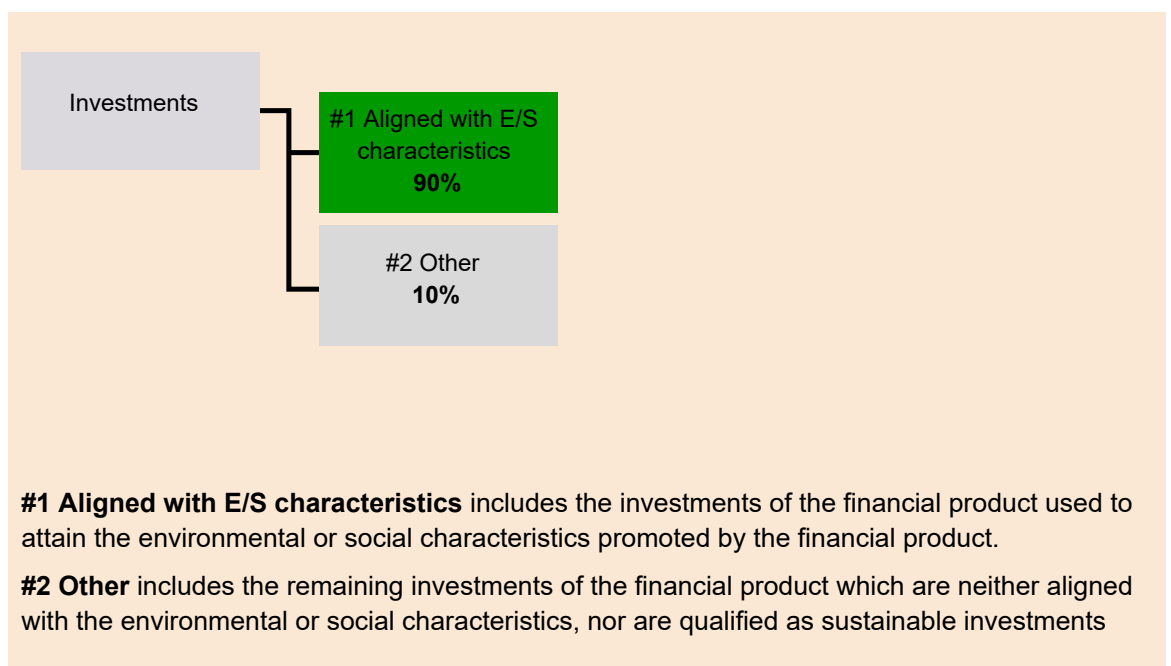 Investments
#1 Aligned with E/S
characteristics
90%
#2 Other
10%
#1 Aligned with E/S characteristics includes the investments of the financial product used to
attain the environmental or social characteristics promoted by the financial product.
#2 Other includes the remaining investments of the financial product which are neither aligned
with the environmental or social characteristics, nor are qualified as sustainable investments